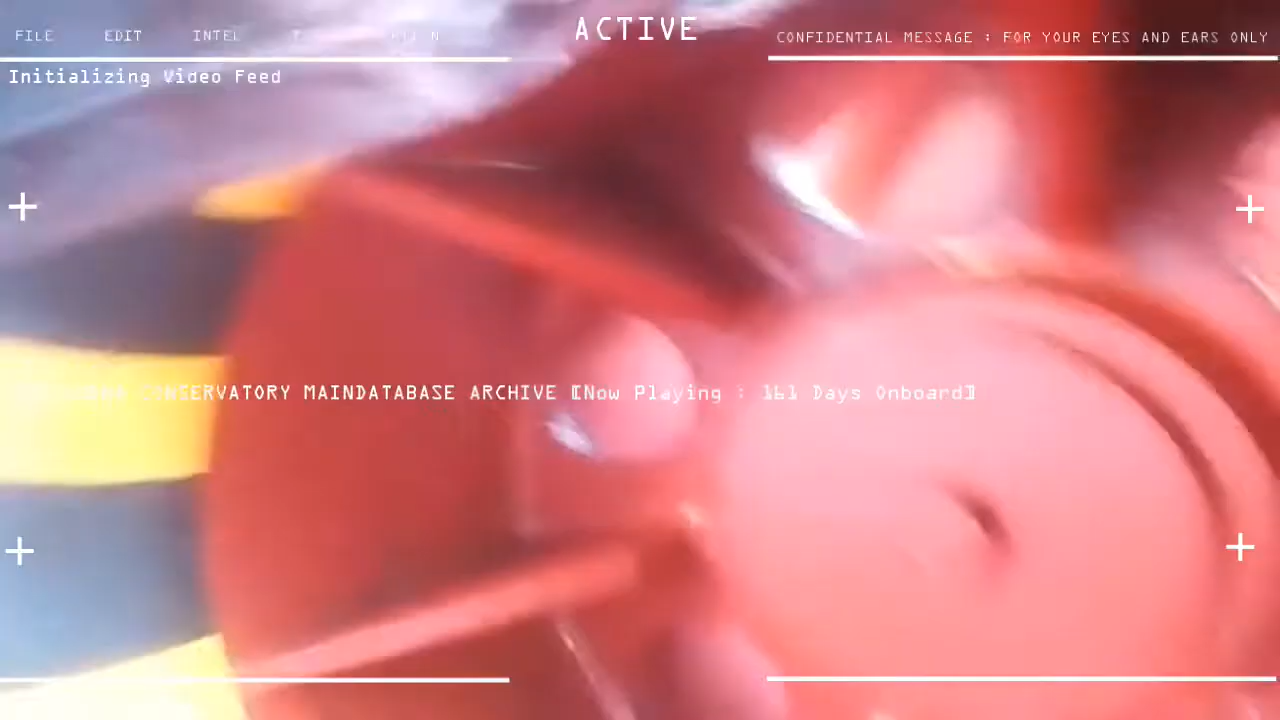 ACTIVE
FILE EDIT INTEL
CONFIDENTIAL MESSAGE : FOR YOUR EYES AND EARS ONLY
Initializing Video Feed
CONSERVATORY MAINDATABASE ARCHIVE [Now Playing : 161 Days Onboard]